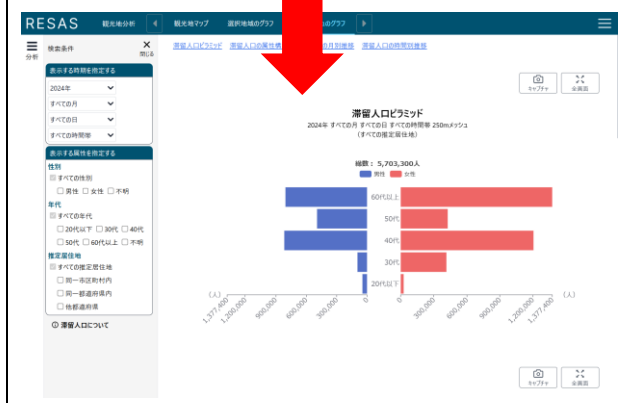 RESAS 観光地分析 観光地マップ 選択地域のグラフ のグラフ
分析
検索条件
閉じる
滞留人口ピラミッド 滞留人口の属性構 の月別推移 滞留人口の時間別推移
表示する時期を指定する
2024年
すべての月
すべての日
すべての時間帯
表示する属性を指定する
性別
すべての性別
男性 女性 不明
年代
すべての年代
20代以下 30代 40代
50代 60代以上 不明
推定居住地
すべての推定居住地
同一市区町村内
同一都道府県内
他都道府県
滞留人口について
キャプチャ 全画面
滞留人口ピラミッド
2024年 すべての月 すべての日 すべての時間帯 250mメッシュ
(すべての推定居住地)
総数: 5,703,300人
男性 女性
60代以上
50代
40代
30代
20代以下
(人) 1,377,400 1,200,000 900,000 600,000 300,000 0 0 300,000 600,000 900,000 1,200,000 1,377,400 (人)
キャプチャ 全画面